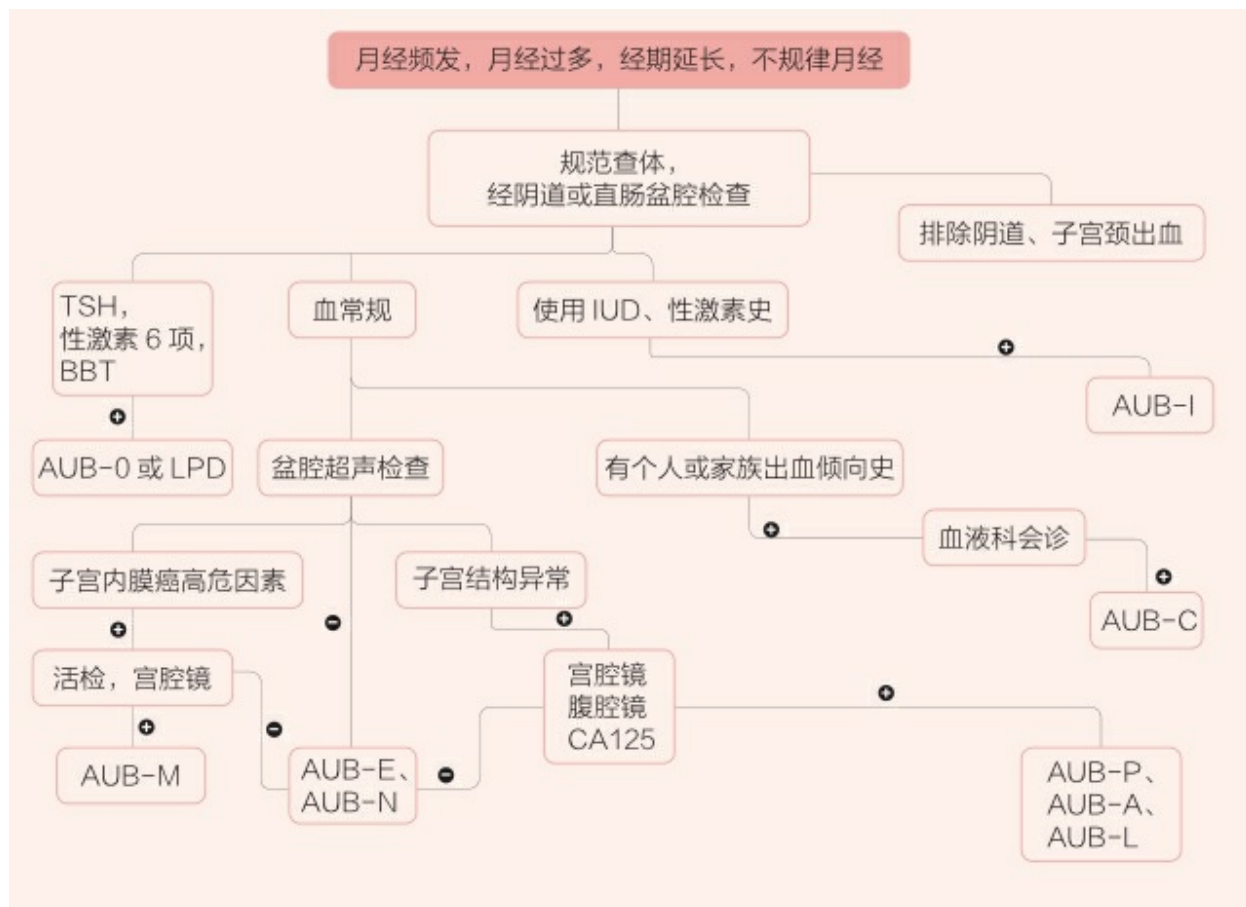 月经频发，月经过多，经期延长，不规律月经
规范查体，
经阴道或直肠盆腔检查
排除阴道、子宫颈出血
TSH，
性激素 6 项，
BBT
血常规
使用 IUD、性激素史
AUB-I
AUB-0 或 LPD
盆腔超声检查
有个人或家族出血倾向史
血液科会诊
子宫内膜癌高危因素
子宫结构异常
AUB-C
活检，宫腔镜
宫腔镜
腹腔镜
CA125
AUB-M
AUB-E、
AUB-N
AUB-P、
AUB-A、
AUB-L